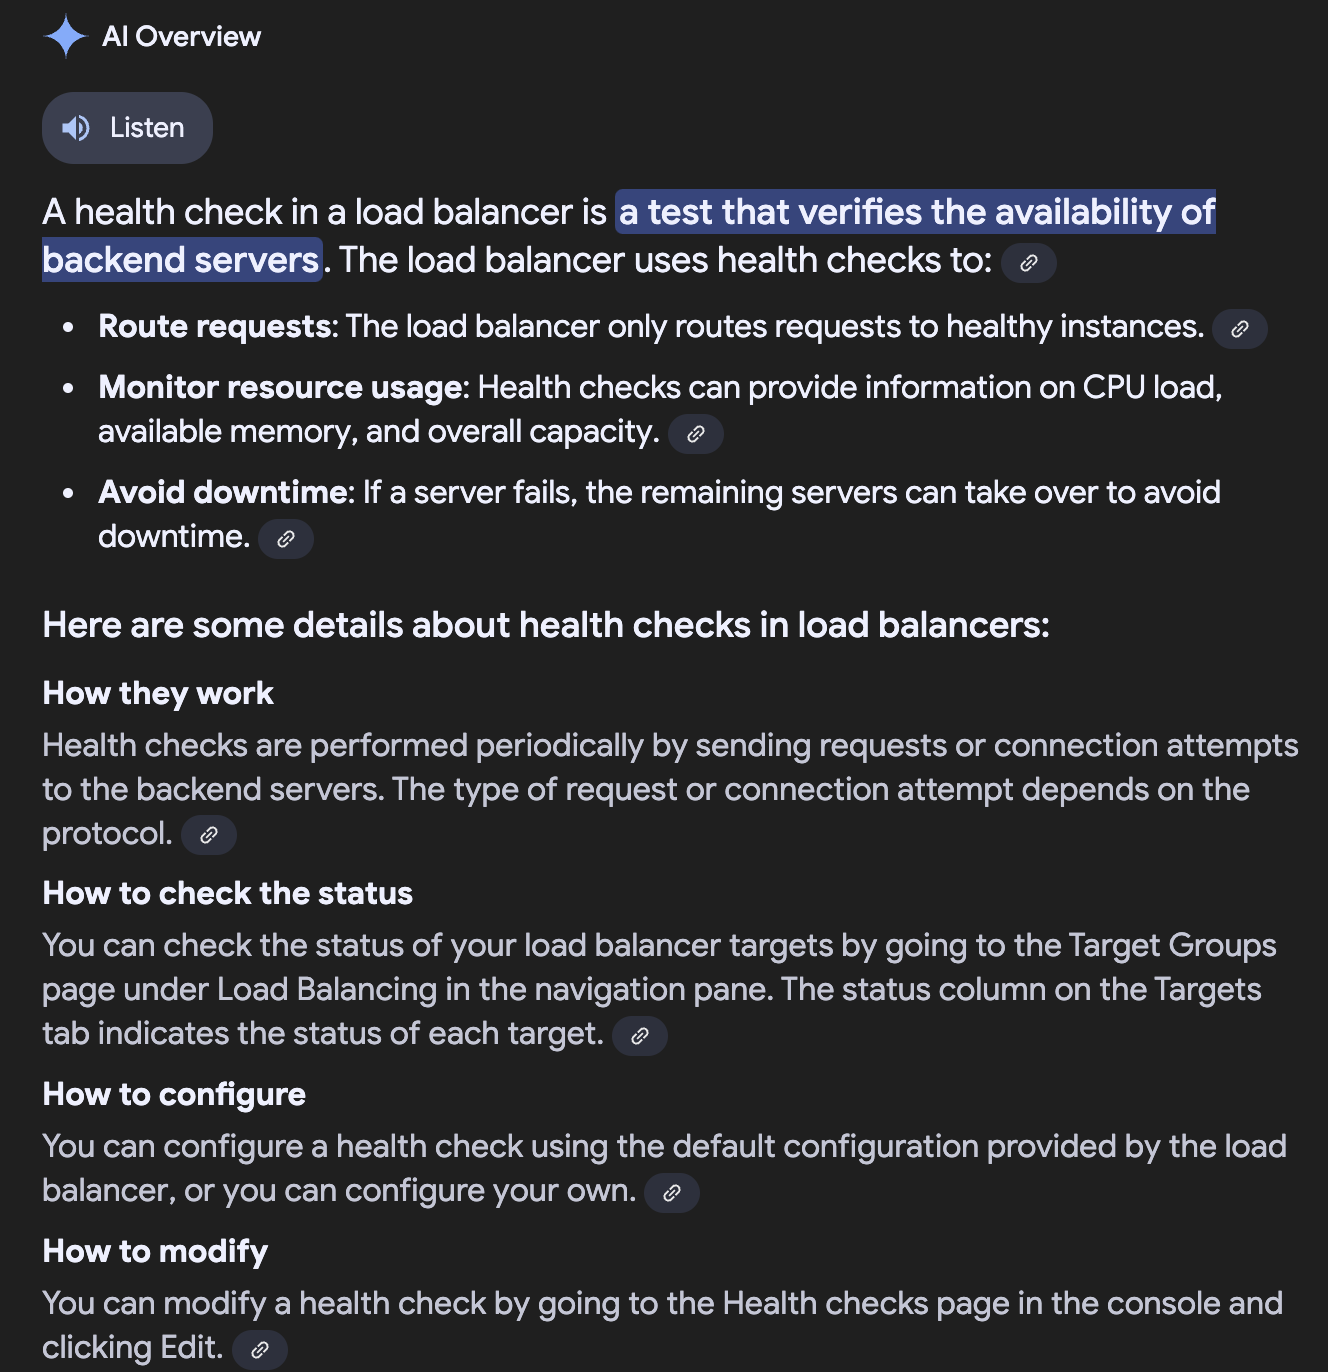 AI Overview
Listen
A health check in a load balancer is a test that verifies the availability of
backend servers. The load balancer uses health checks to:
• Route requests: The load balancer only routes requests to healthy instances.
• Monitor resource usage: Health checks can provide information on CPU load,
available memory, and overall capacity.
• Avoid downtime: If a server fails, the remaining servers can take over to avoid
downtime.
Here are some details about health checks in load balancers:
How they work
Health checks are performed periodically by sending requests or connection attempts
to the backend servers. The type of request or connection attempt depends on the
protocol.
How to check the status
You can check the status of your load balancer targets by going to the Target Groups
page under Load Balancing in the navigation pane. The status column on the Targets
tab indicates the status of each target.
How to configure
You can configure a health check using the default configuration provided by the load
balancer, or you can configure your own.
How to modify
You can modify a health check by going to the Health checks page in the console and
clicking Edit.